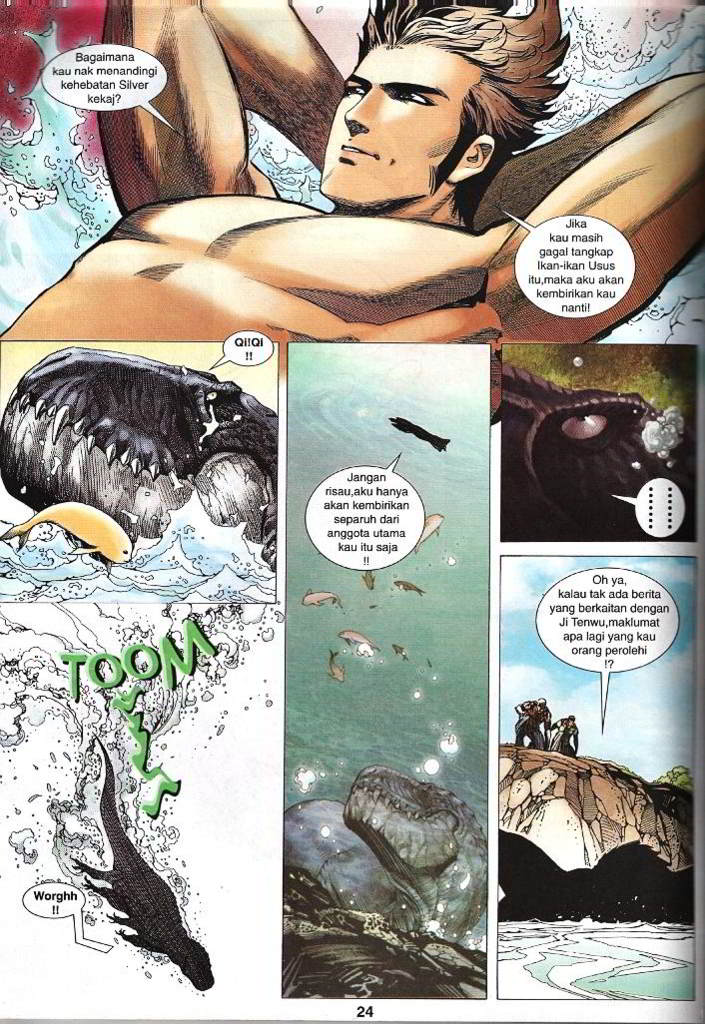 Bagaimana
kau nak menandingi
kehebatan Silver
kekaj?
Jika
kau masih
gagal tangkap
Ikan-ikan Usus
itu,maka aku akan
kembirikan kau
nanti!
Qi!Qi
!!
Jangan
risau,aku hanya
akan kembirikan
separuh dari
anggota utama
kau itu saja
!!
Oh ya,
kalau tak ada berita
yang berkaitan dengan
Ji Tenwu,maklumat
apa lagi yang kau
orang perolehi
!?
TOOM
Worghh
!!
24